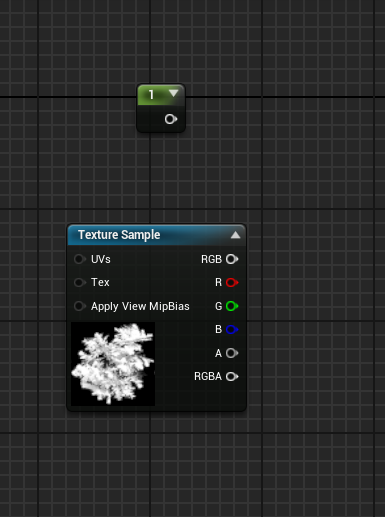 1
Texture Sample
UVs RGB
Tex R
Apply View MipBias G
B
A
RGBA